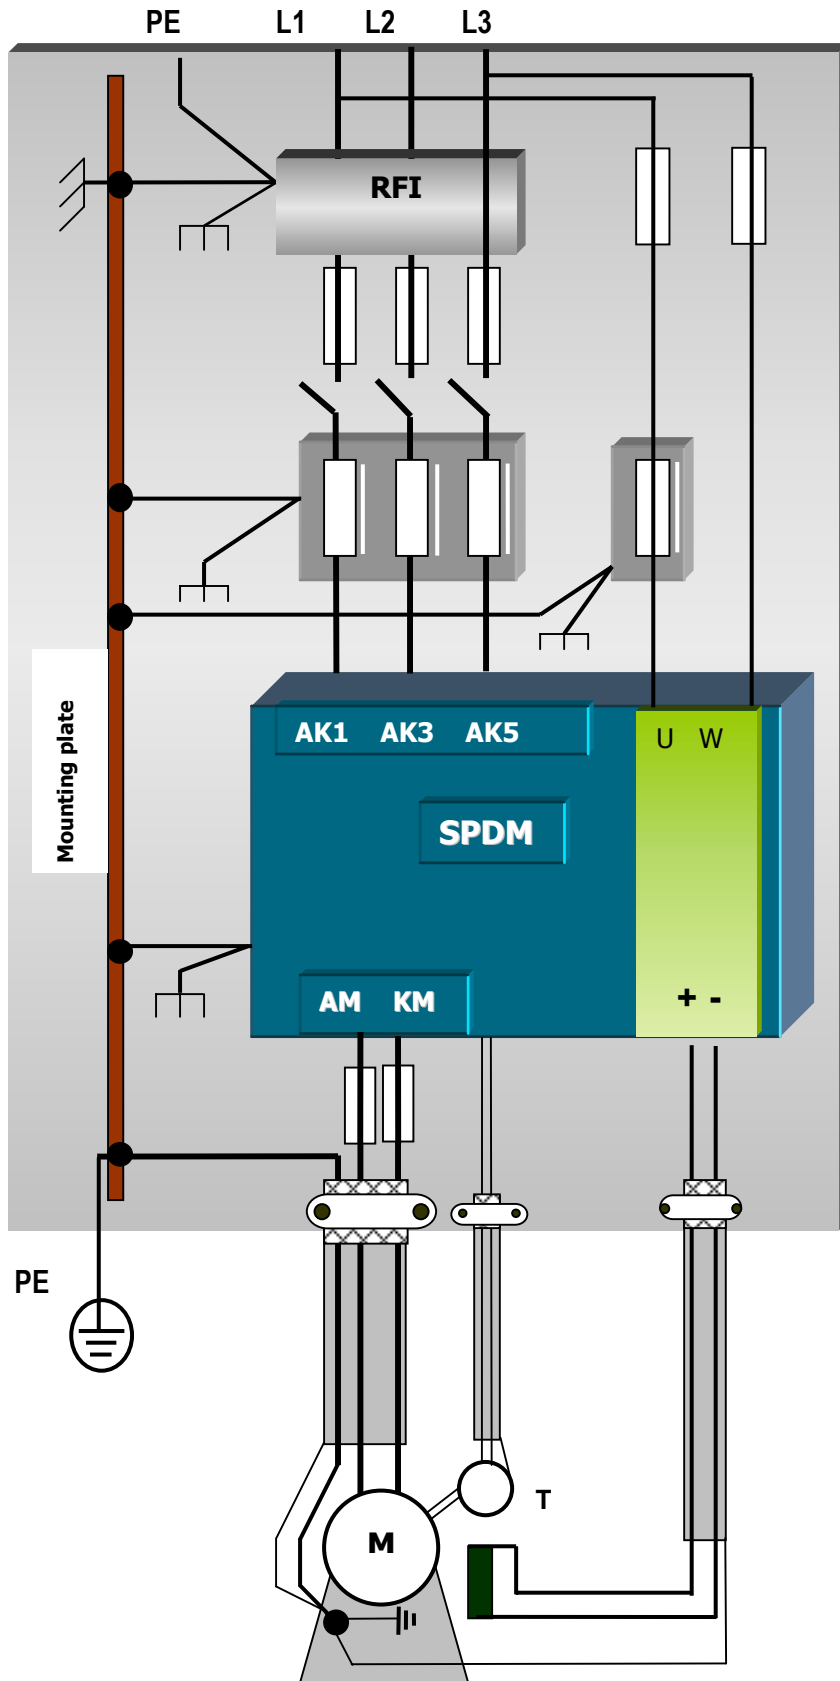 PE L1 L2 L3
RFI
AK1 AK3 AK5
U W
SPDM
Mounting plate
AM KM
+ -
PE
T
M